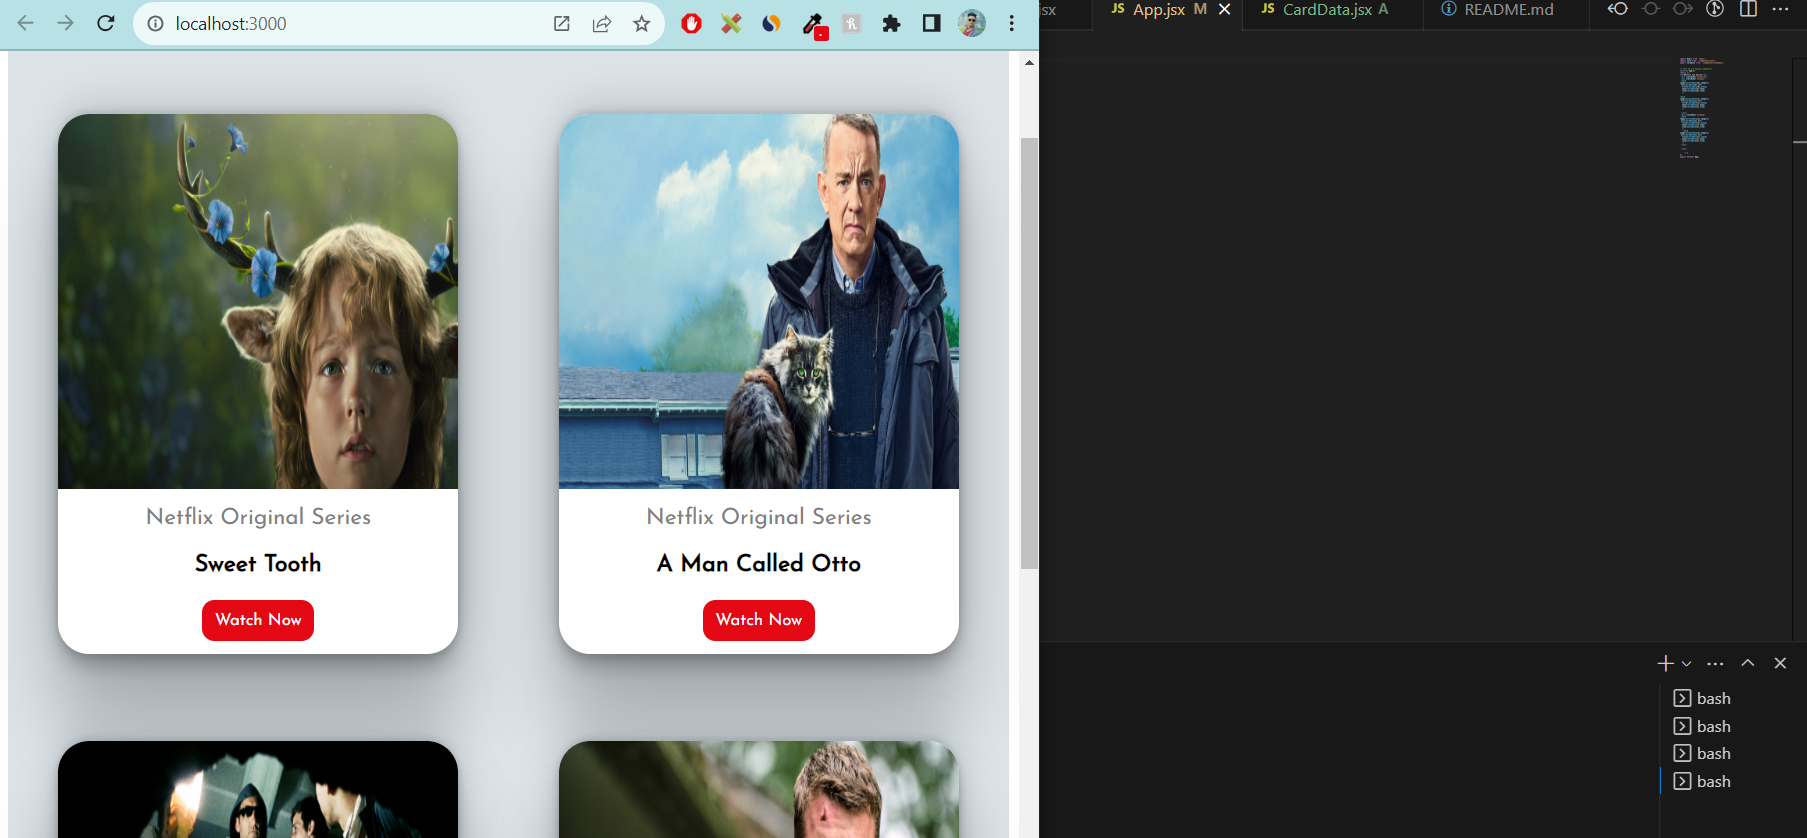 localhost:3000
Netflix Original Series
Sweet Tooth
Watch Now
Netflix Original Series
A Man Called Otto
Watch Now
sx
JS App.jsx M
JS CardData.jsx A
README.md
bash
bash
bash
bash